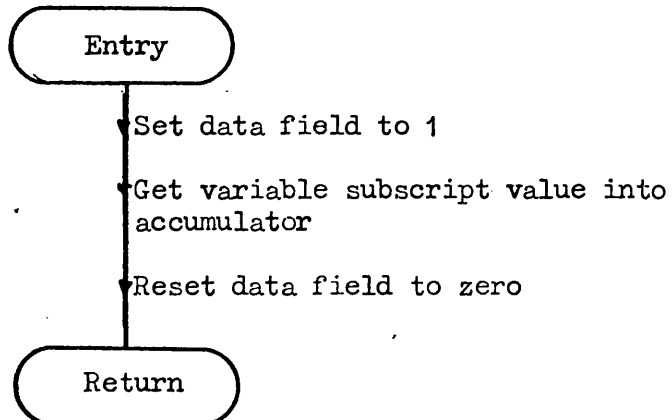 Entry
Set data field to 1
Get variable subscript value into
accumulator
Reset data field to zero
Return